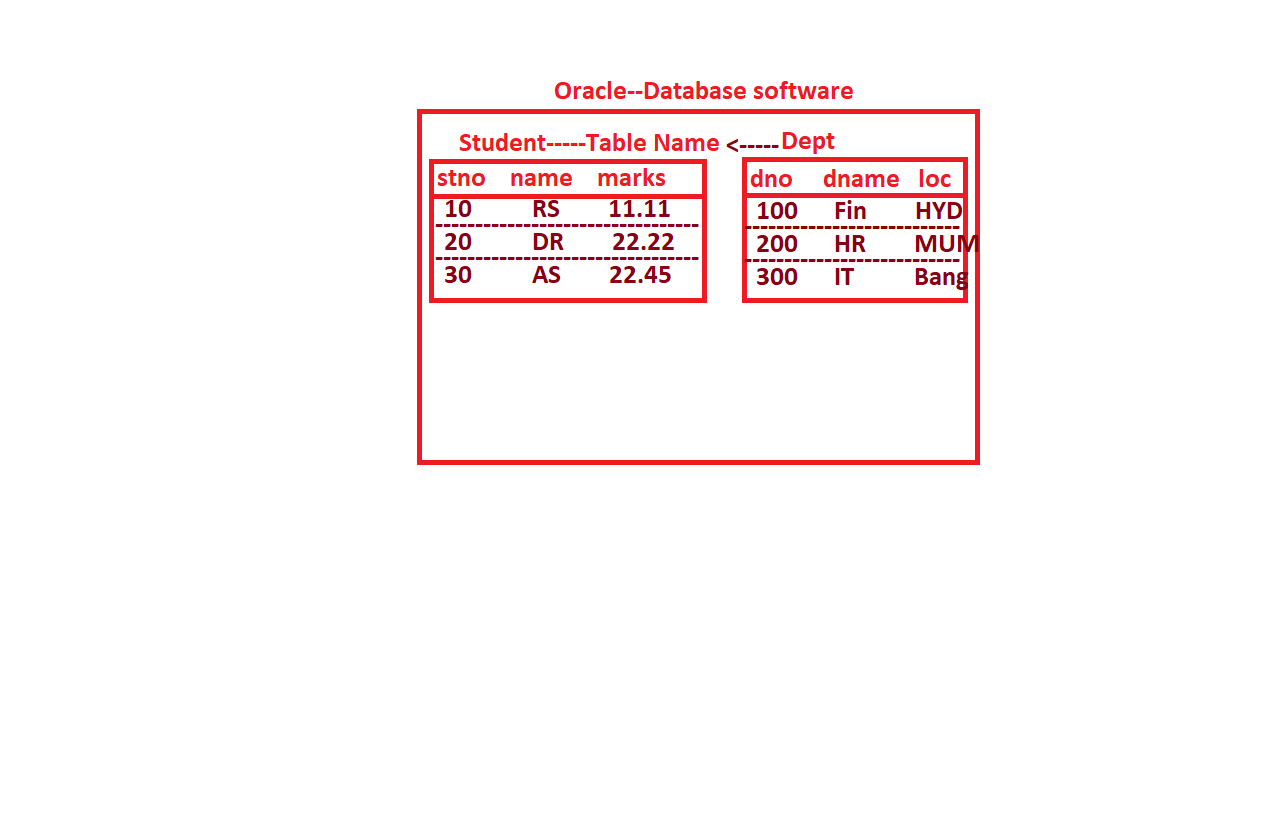 Oracle--Database software
Student-----Table Name <-----Dept
stno name marks
10 RS 11.11
20 DR 22.22
30 AS 22.45
dno dname loc
100 Fin HYD
200 HR MUM
300 IT Bang